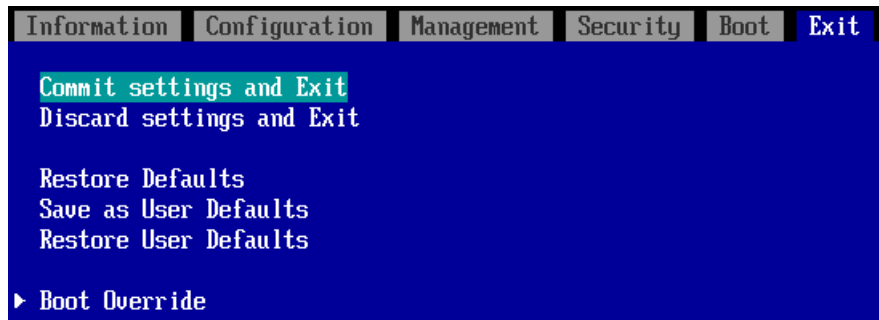 Information Configuration Management Security Boot Exit
Commit settings and Exit
Discard settings and Exit
Restore Defaults
Save as User Defaults
Restore User Defaults
Boot Override